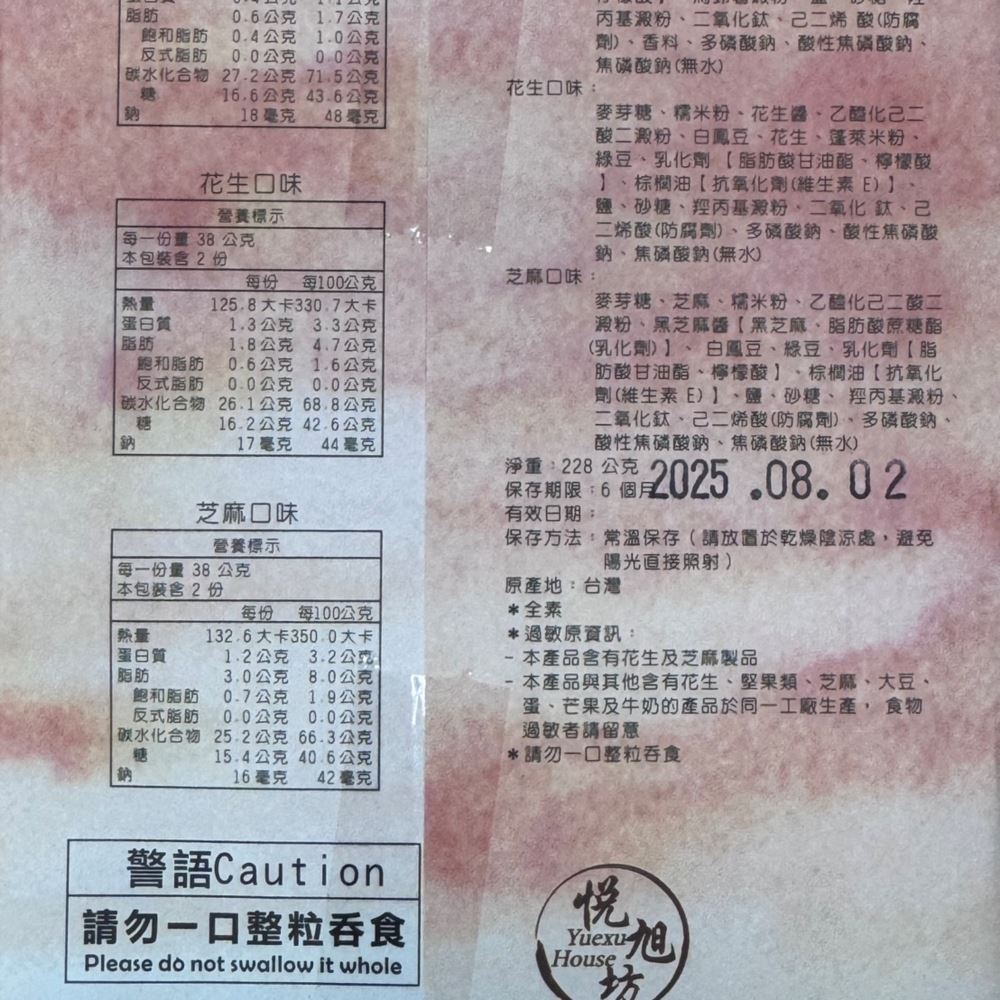 脂肪 0.6公克 1.7公克
飽和脂肪 0.4公克 1.0公克
反式脂肪 0.0公克 0.0公克
碳水化合物 27.2公克 71.5公克
糖 16.6公克 43.6公克
鈉 18毫克 48毫克
花生口味
營養標示
每一份量 38 公克
本包裝含 2 份
每份 每100公克
熱量 125.8大卡330.7大卡
蛋白質 1.3公克 3.3公克
脂肪 1.8公克 4.7公克
飽和脂肪 0.6公克 1.6公克
反式脂肪 0.0公克 0.0公克
碳水化合物 26.1公克 68.8公克
糖 16.2公克 42.6公克
鈉 17毫克 44毫克
芝麻口味
營養標示
每一份量 38 公克
本包裝含 2 份
每份 每100公克
熱量 132.6大卡350.0大卡
蛋白質 1.2公克 3.2公克
脂肪 3.0公克 8.0公克
飽和脂肪 0.7公克 1.9公克
反式脂肪 0.0公克 0.0公克
碳水化合物 25.2公克 66.3公克
糖 15.4公克 40.6公克
鈉 16毫克 42毫克
警語Caution
請勿一口整粒吞食
Please do not swallow it whole
丙基澱粉、二氧化鈦、己二烯 酸(防腐
劑)、香料、多磷酸鈉、酸性焦磷酸鈉、
焦磷酸鈉(無水)
花生口味：
麥芽糖、糯米粉、花生醬、乙醯化己二
酸二澱粉、白鳳豆、花生、蓬萊米粉、
綠豆、乳化劑【脂肪酸甘油酯、檸檬酸
】、棕櫚油【抗氧化劑(維生素 E)】、
鹽、砂糖、羥丙基澱粉、二氧化 鈦、己
二烯酸(防腐劑)、多磷酸鈉、酸性焦磷酸
鈉、焦磷酸鈉(無水)
芝麻口味：
麥芽糖、芝麻、糯米粉、乙醯化己二酸二
澱粉、黑芝麻醬【黑芝麻、脂肪酸蔗糖酯
(乳化劑)】、白鳳豆、綠豆、乳化劑【脂
肪酸甘油酯、檸檬酸】、棕櫚油【抗氧化
劑(維生素 E)】、鹽、砂糖、 羥丙基澱粉、
二氧化鈦、己二烯酸(防腐劑)、多磷酸鈉、
酸性焦磷酸鈉、焦磷酸鈉(無水)
淨重：228 公克
保存期限：6 個月
2025.08.02
有效日期：
保存方法：常溫保存（請放置於乾燥陰涼處，避免
陽光直接照射）
原產地：台灣
＊全素
＊過敏原資訊：
- 本產品含有花生及芝麻製品
- 本產品與其他含有花生、堅果類、芝麻、大豆、
蛋、芒果及牛奶的產品於同一工廠生產， 食物
過敏者請留意
＊請勿一口整粒吞食
悅旭坊
Yuexu
House